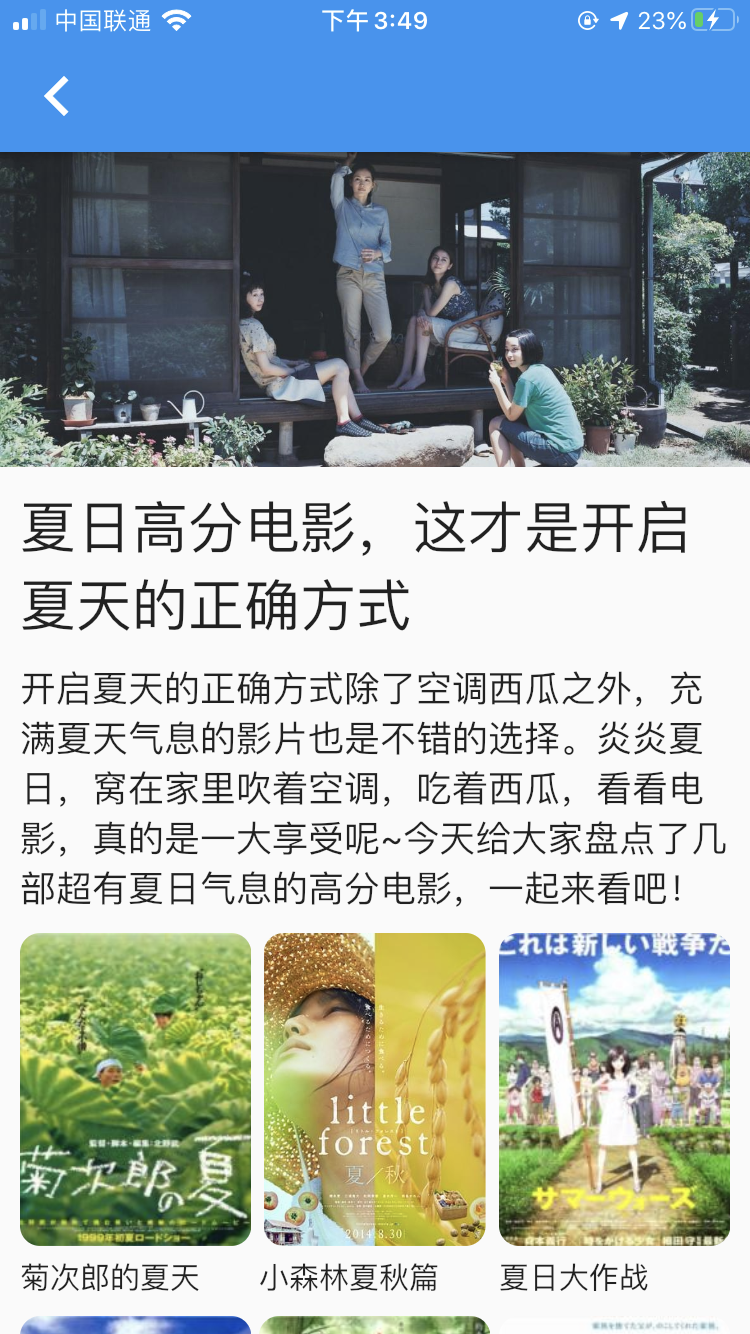 中国联通
下午3:49
23%
夏日高分电影，这才是开启
夏天的正确方式
开启夏天的正确方式除了空调西瓜之外，充
满夏天气息的影片也是不错的选择。炎炎夏
日，窝在家里吹着空调，吃着西瓜，看看电
影，真的是一大享受呢~今天给大家盘点了几
部超有夏日气息的高分电影，一起来看吧！
監督・脚本・編集:北野武
菊次郎の夏
1999年初夏ロードショー
little
forest
夏/秋
2014.8.30
これは新しい戦争だ
サマーウォーズ
菊次郎的夏天
小森林夏秋篇
夏日大作战